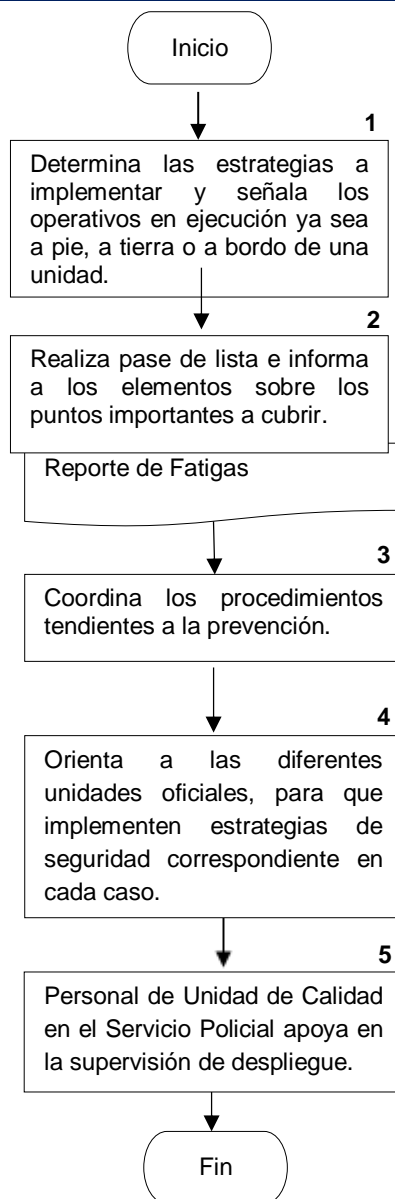 Inicio
1
Determina las estrategias a
implementar y señala los
operativos en ejecución ya sea
a pie, a tierra o a bordo de una
unidad.
2
Realiza pase de lista e informa
a los elementos sobre los
puntos importantes a cubrir.
Reporte de Fatigas
3
Coordina los procedimientos
tendientes a la prevención.
4
Orienta a las diferentes
unidades oficiales, para que
implementen estrategias de
seguridad correspondiente en
cada caso.
5
Personal de Unidad de Calidad
en el Servicio Policial apoya en
la supervisión de despliegue.
Fin